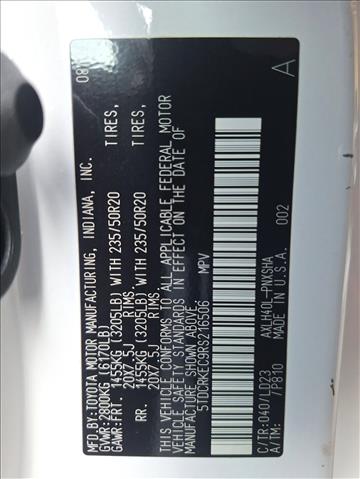 MFD. BY:TOYOTA MOTOR MANUFACTURING, INDIANA, INC. 08/
GVWR:2800KG (6170LB)
GAWR:FRT. 1455KG (3205LB) WITH 235/50R20 TIRES,
20X7.5J RIMS
RR. 1455KG (3205LB) WITH 235/50R20 TIRES,
20X7.5J RIMS
THIS VEHICLE CONFORMS TO ALL APPLICABLE FEDERAL MOTOR
VEHICLE SAFETY STANDARDS IN EFFECT ON THE DATE OF
MANUFACTURE SHOWN ABOVE.
5TDCRKEC9RS216506 MPV
002
C/TR:040/LD23 AXLH40L-PNXSHA
A/TM: /P810 MADE IN U.S.A.
A